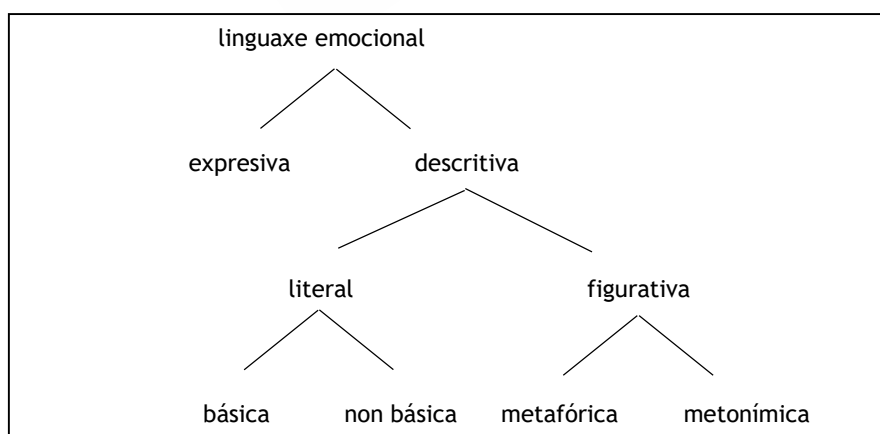 linguaxe emocional
expresiva descritiva
literal figurativa
básica non básica metafórica metonímica